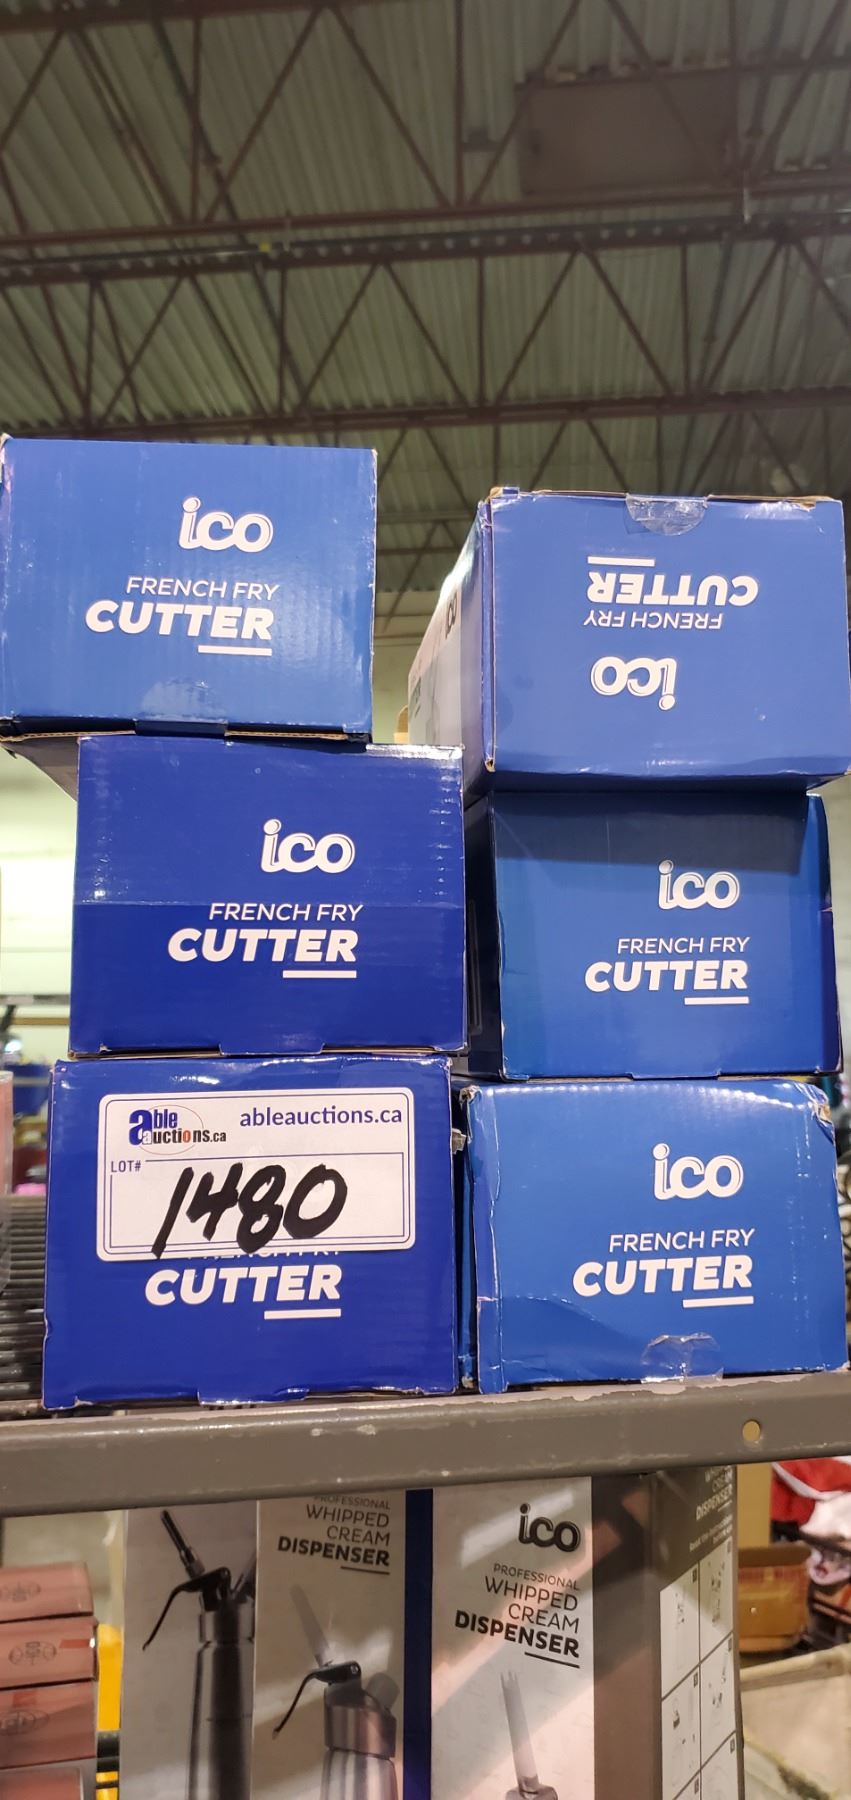 ico
FRENCH FRY
CUTTER
CUTTER
FRENCH FRY
ico
ico
FRENCH FRY
CUTTER
ico
FRENCH FRY
CUTTER
able auctions.ca
ableauctions.ca
LOT#
1480
CUTTER
ico
FRENCH FRY
CUTTER
PROFESSIONAL
WHIPPED
CREAM
DISPENSER
ico
PROFESSIONAL
WHIPPED
CREAM
DISPENSER
DISPENSER